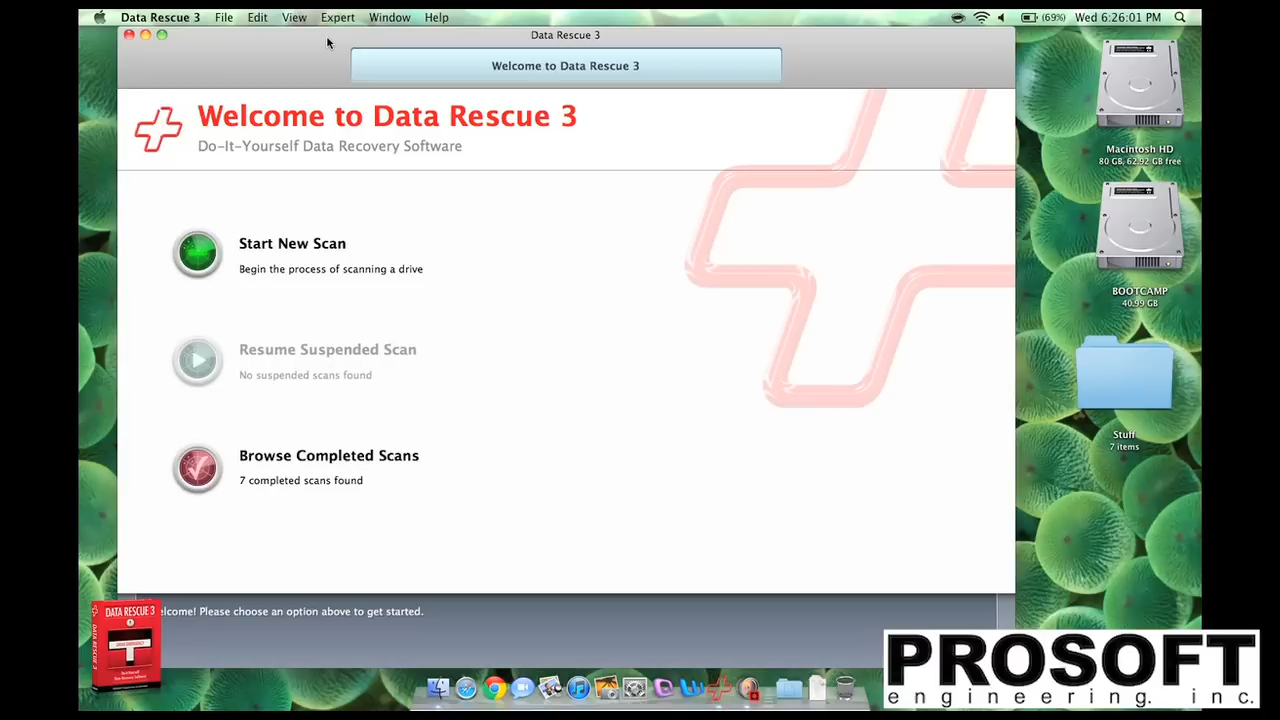 Data Rescue 3 File Edit View Expert Window Help (69%) Wed 6:26:01 PM
Data Rescue 3
Welcome to Data Rescue 3
Welcome to Data Rescue 3
Do-It-Yourself Data Recovery Software
Start New Scan
Begin the process of scanning a drive
Resume Suspended Scan
No suspended scans found
Browse Completed Scans
7 completed scans found
elcome! Please choose an option above to get started.
Macintosh HD
80 GB, 62.92 GB free
BOOTCAMP
40.99 GB
Stuff
7 items
DATA RESCUE 3
PROSOFT
engineering, inc.